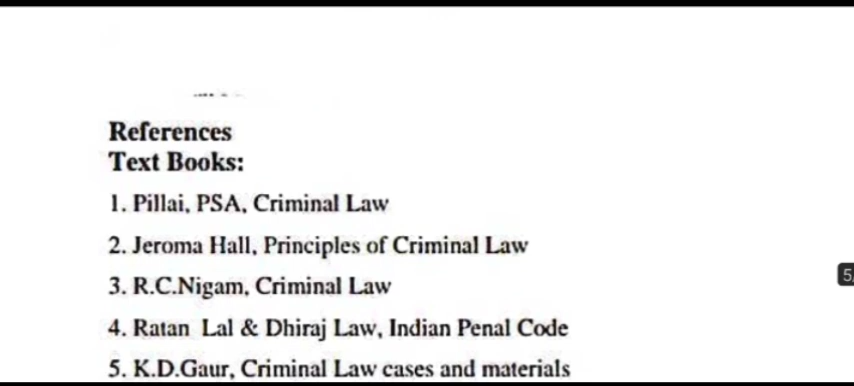 References
Text Books:
1. Pillai, PSA, Criminal Law
2. Jeroma Hall, Principles of Criminal Law
3. R.C.Nigam, Criminal Law
4. Ratan Lal & Dhiraj Law, Indian Penal Code
5. K.D.Gaur, Criminal Law cases and materials
5